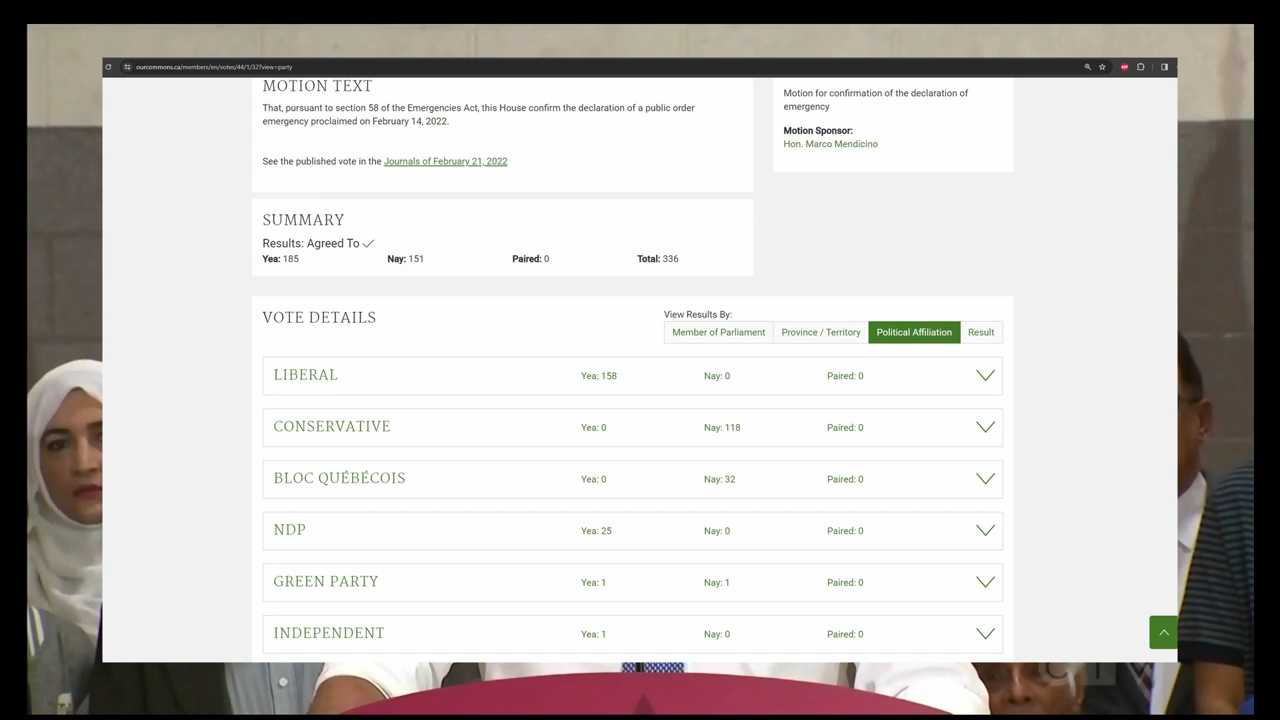 ourcommons.ca/members/en/votes/44/1/32?view=party
MOTION TEXT
That, pursuant to section 58 of the Emergencies Act, this House confirm the declaration of a public order
emergency proclaimed on February 14, 2022.
See the published vote in the Journals of February 21, 2022
Motion for confirmation of the declaration of
emergency
Motion Sponsor:
Hon. Marco Mendicino
SUMMARY
Results: Agreed To
Yea: 185 Nay: 151 Paired: 0 Total: 336
VOTE DETAILS
View Results By:
Member of Parliament Province / Territory Political Affiliation Result
LIBERAL Yea: 158 Nay: 0 Paired: 0
CONSERVATIVE Yea: 0 Nay: 118 Paired: 0
BLOC QUÉBÉCOIS Yea: 0 Nay: 32 Paired: 0
NDP Yea: 25 Nay: 0 Paired: 0
GREEN PARTY Yea: 1 Nay: 1 Paired: 0
INDEPENDENT Yea: 1 Nay: 0 Paired: 0
CTV